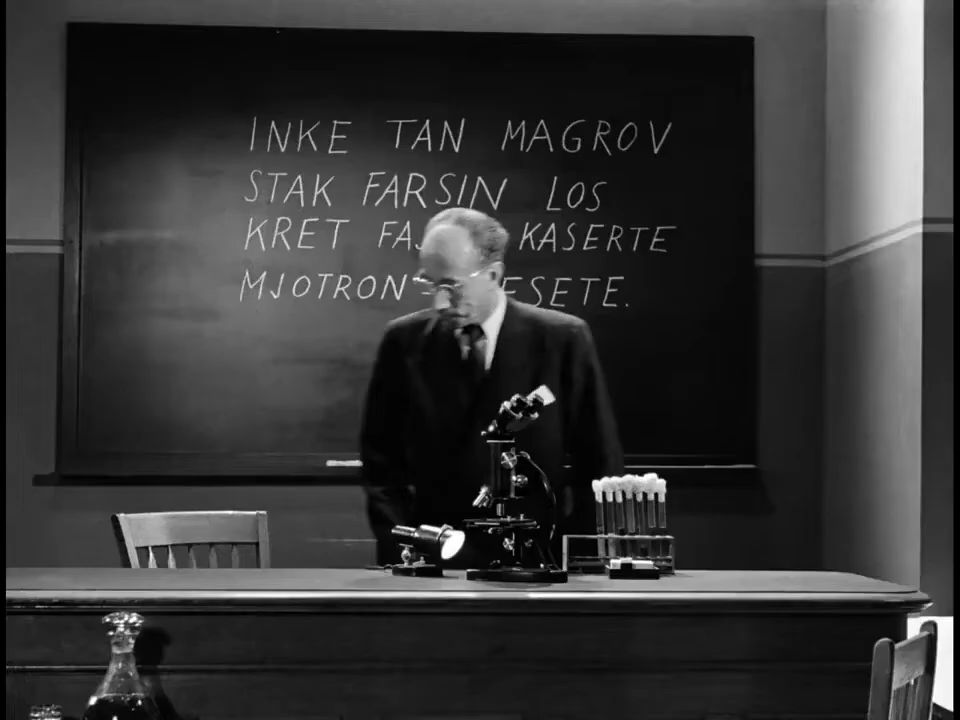 INKE TAN MAGROV
STAK FARSIN LOS
KRET KASERTE
MJOTRON-